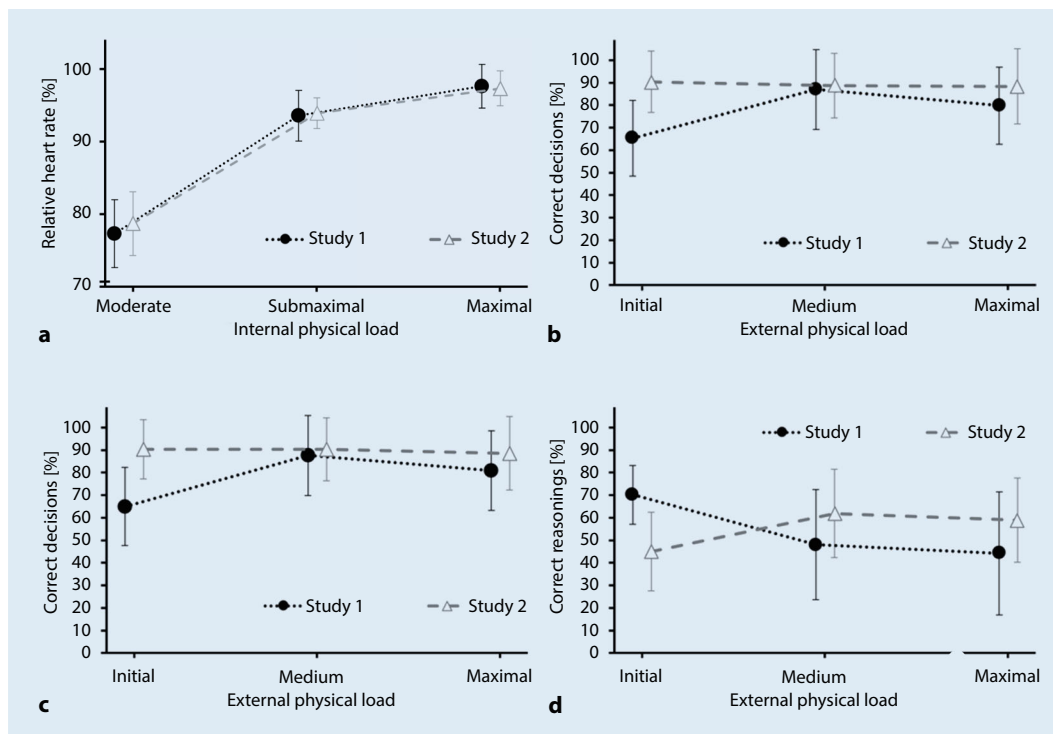 Relative heart rate [%]
100
90
80
70
Study 1
Study 2
Moderate
Submaximal
Maximal
Internal physical load
a
Correct decisions [%]
100
90
80
70
60
50
40
30
20
10
0
Study 1
Study 2
Initial
Medium
Maximal
External physical load
b
Correct decisions [%]
100
90
80
70
60
50
40
30
20
10
0
Study 1
Study 2
Initial
Medium
Maximal
External physical load
c
Correct reasonings [%]
100
90
80
70
60
50
40
30
20
10
0
Study 1
Study 2
Initial
Medium
Maximal
External physical load
d